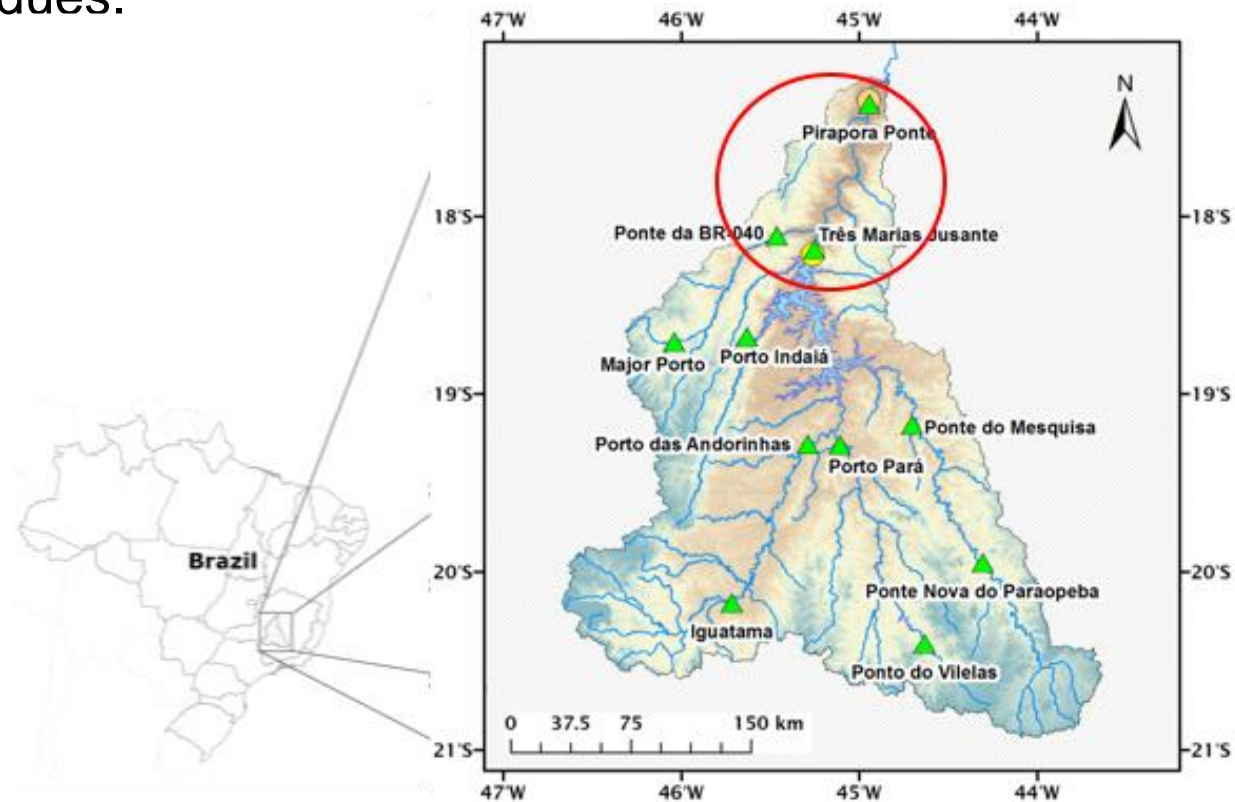 dues.
47°W 46°W 45°W 44°W
N
Pirapora Ponte
18°S 18°S
Ponte da BR-040 Três Marias Jusante
Major Porto Porto Indaiá
19°S 19°S
Ponte do Mesquisa
Porto das Andorinhas
Porto Pará
Brazil
20°S 20°S
Ponte Nova do Paraopeba
Iguatama
Ponto do Vilelas
0 37.5 75 150 km
21°S 21°S
47°W 46°W 45°W 44°W